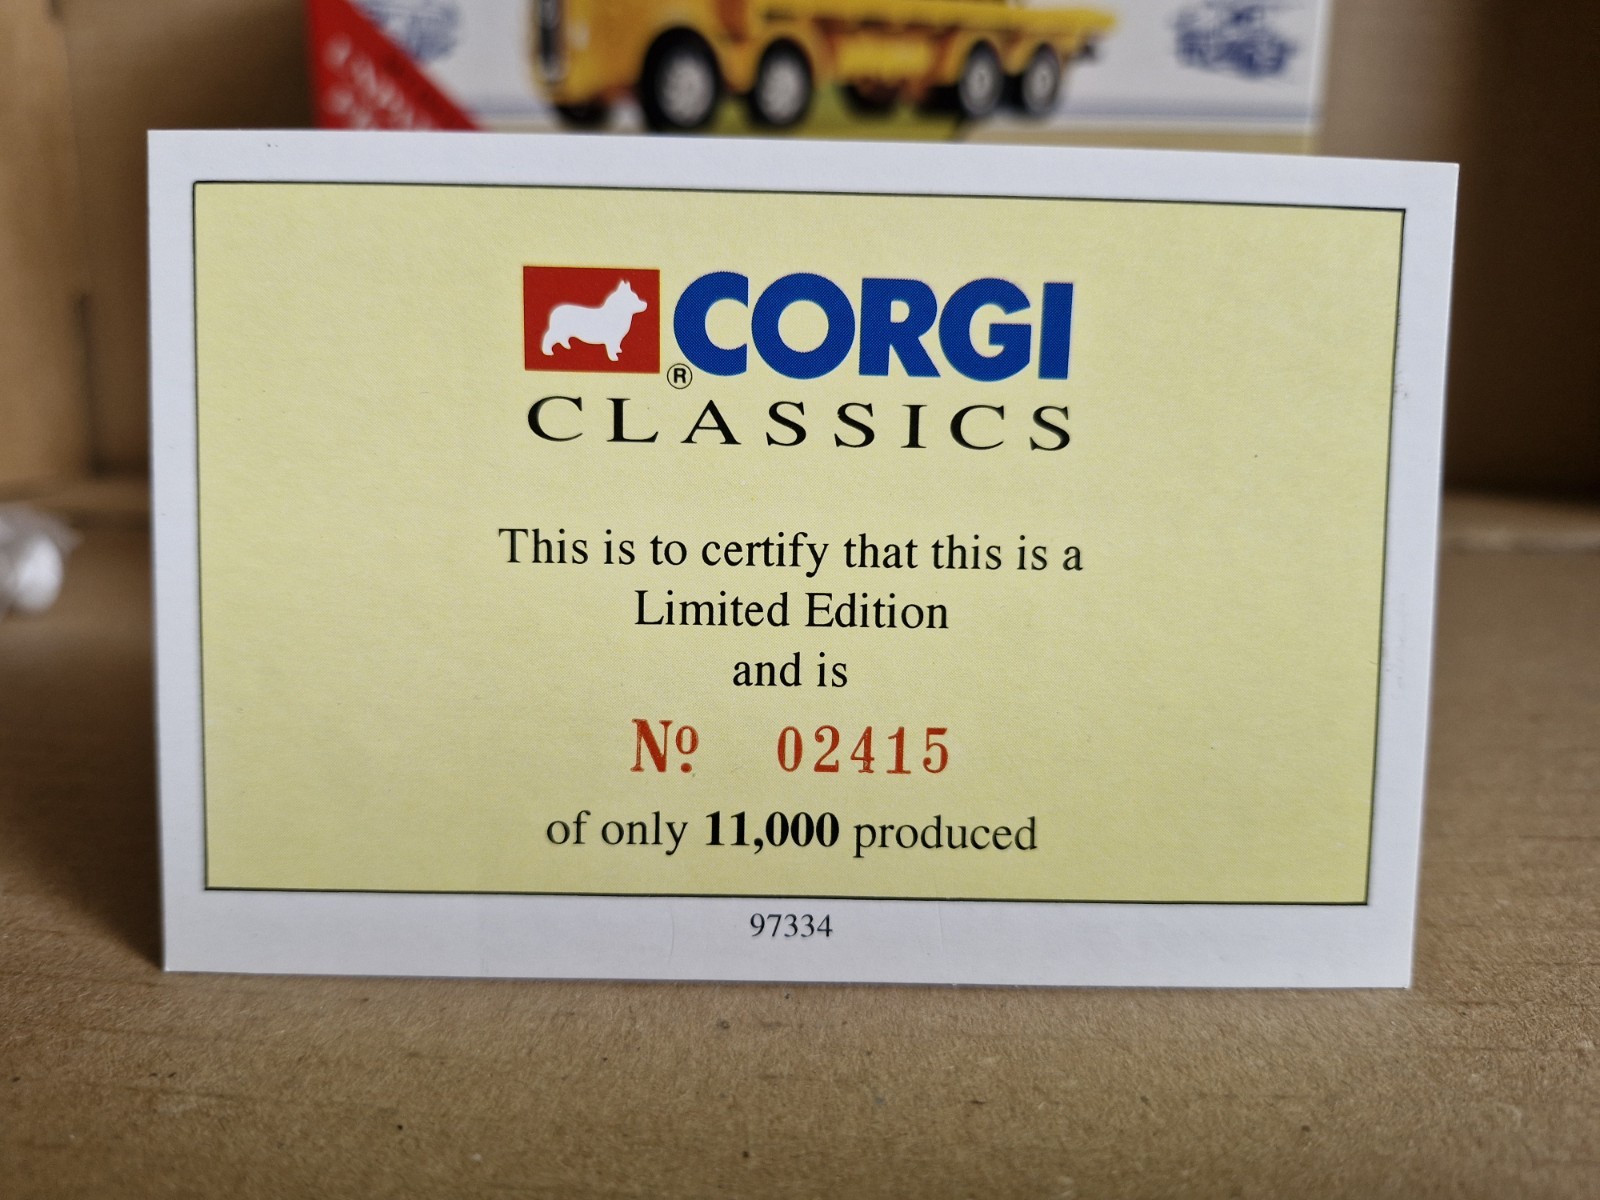 ® CORGI
CLASSICS
This is to certify that this is a
Limited Edition
and is
Nº 02415
of only 11,000 produced
97334